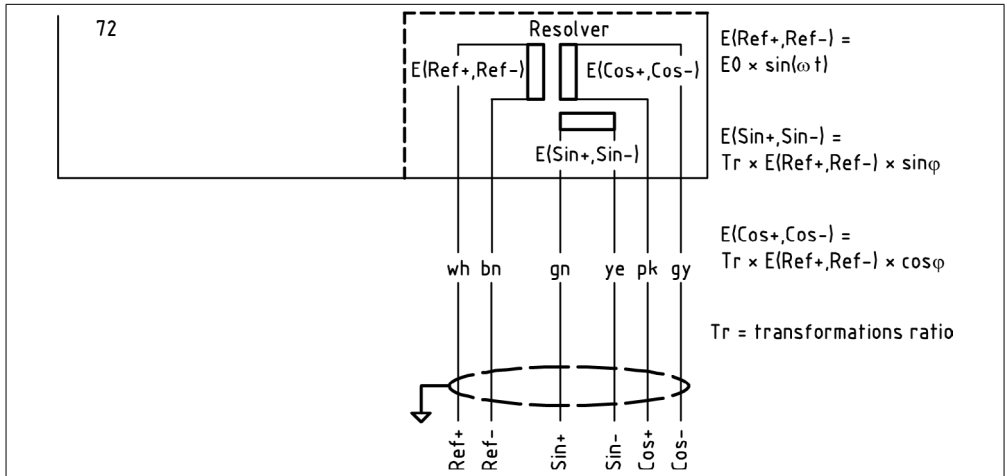 72
Resolver
E(Ref+,Ref-)
E(Cos+,Cos-)
E(Sin+,Sin-)
E(Ref+,Ref-) =
E0 × sin(ωt)
E(Sin+,Sin-) =
Tr × E(Ref+,Ref-) × sinφ
E(Cos+,Cos-) =
Tr × E(Ref+,Ref-) × cosφ
Tr = transformations ratio
wh bn gn ye pk gy
Ref+
Ref-
Sin+
Sin-
Cos+
Cos-